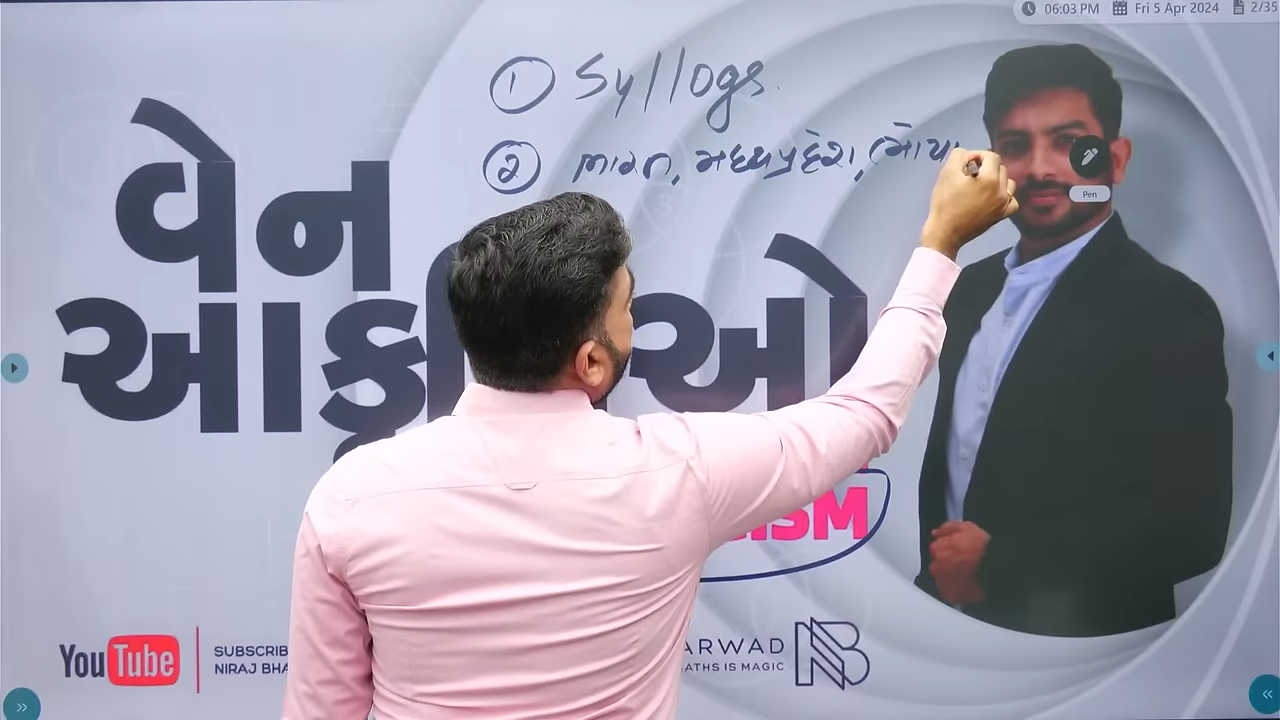 06:03 PM Fri 5 Apr 2024 2/35
① Syllogs.
② ભારત, મધ્યપ્રદેશ, ભોપા
Pen
વેન
આકૃ ઓ
ISM
YouTube SUBSCRIB
NIRAJ BHA
ARWAD
ATHS IS MAGIC
NB